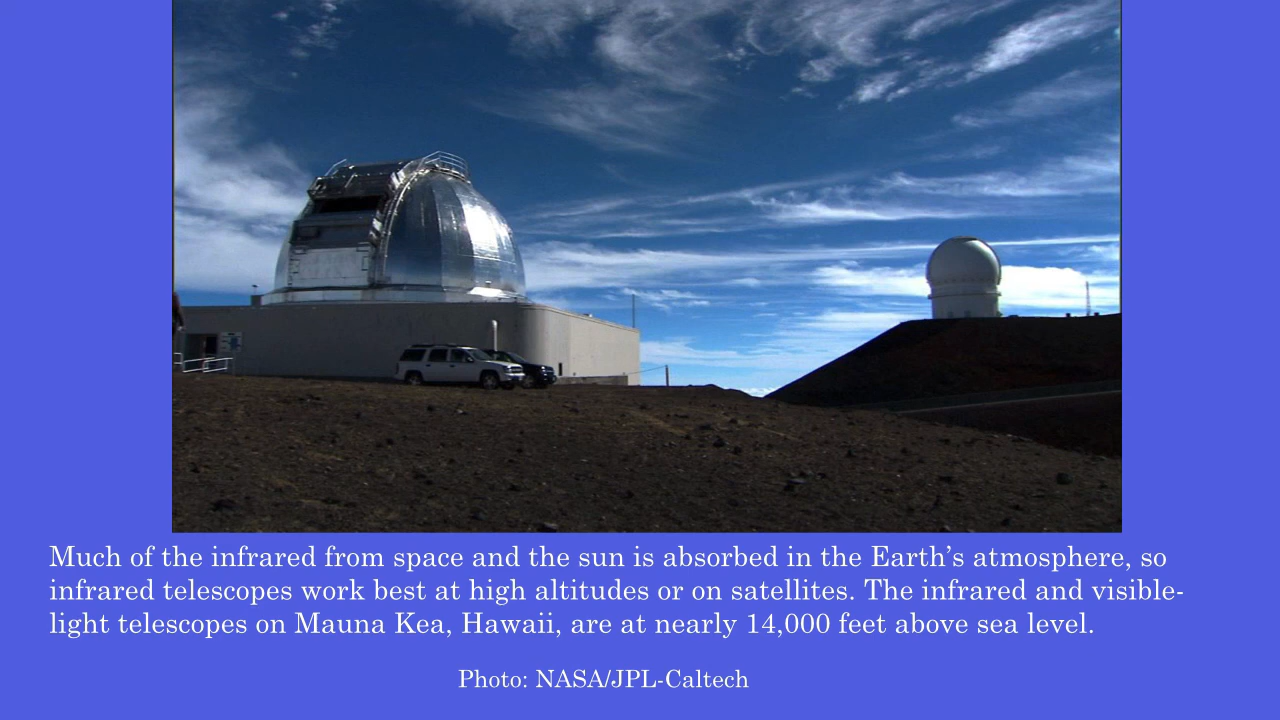 Much of the infrared from space and the sun is absorbed in the Earth’s atmosphere, so
infrared telescopes work best at high altitudes or on satellites. The infrared and visible-
light telescopes on Mauna Kea, Hawaii, are at nearly 14,000 feet above sea level.
Photo: NASA/JPL-Caltech